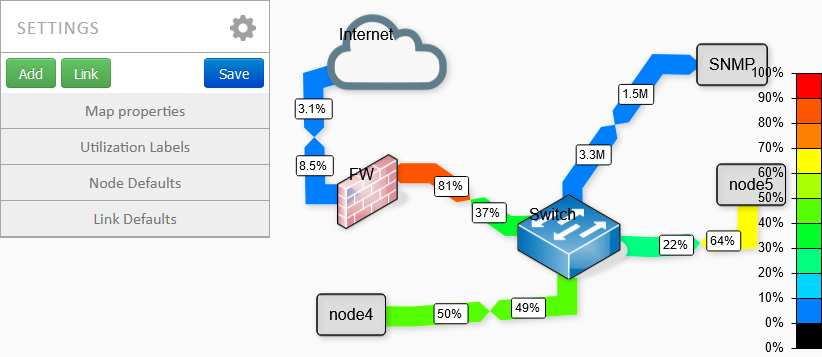 SETTINGS
Add
Link
Save
Map properties
Utilization Labels
Node Defaults
Link Defaults
Internet
3.1%
8.5%
FW
81%
37%
Switch
3.3M
1.5M
SNMP
node5
22%
64%
node4
50%
49%
100%
90%
80%
70%
60%
50%
40%
30%
20%
10%
0%
0%